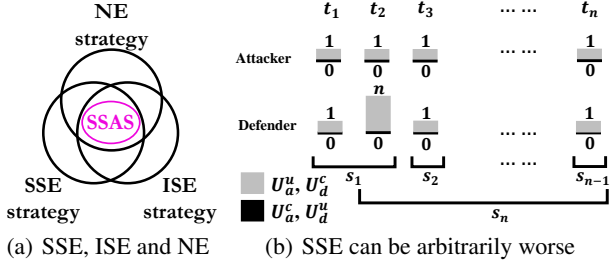 NE
strategy
SSAS
SSE
strategy
ISE
strategy
(a) SSE, ISE and NE
t₁ t₂ t₃ ... ... tₙ
Attacker
1 1 1 ... ... 1
0 0 0 0
Defender
1 n 1 1
0 0 0 ... ... 0
s₁ s₂ ... ... sₙ₋₁
sₙ
Uₐᵘ, U_dᶜ
Uₐᶜ, U_dᵘ
(b) SSE can be arbitrarily worse